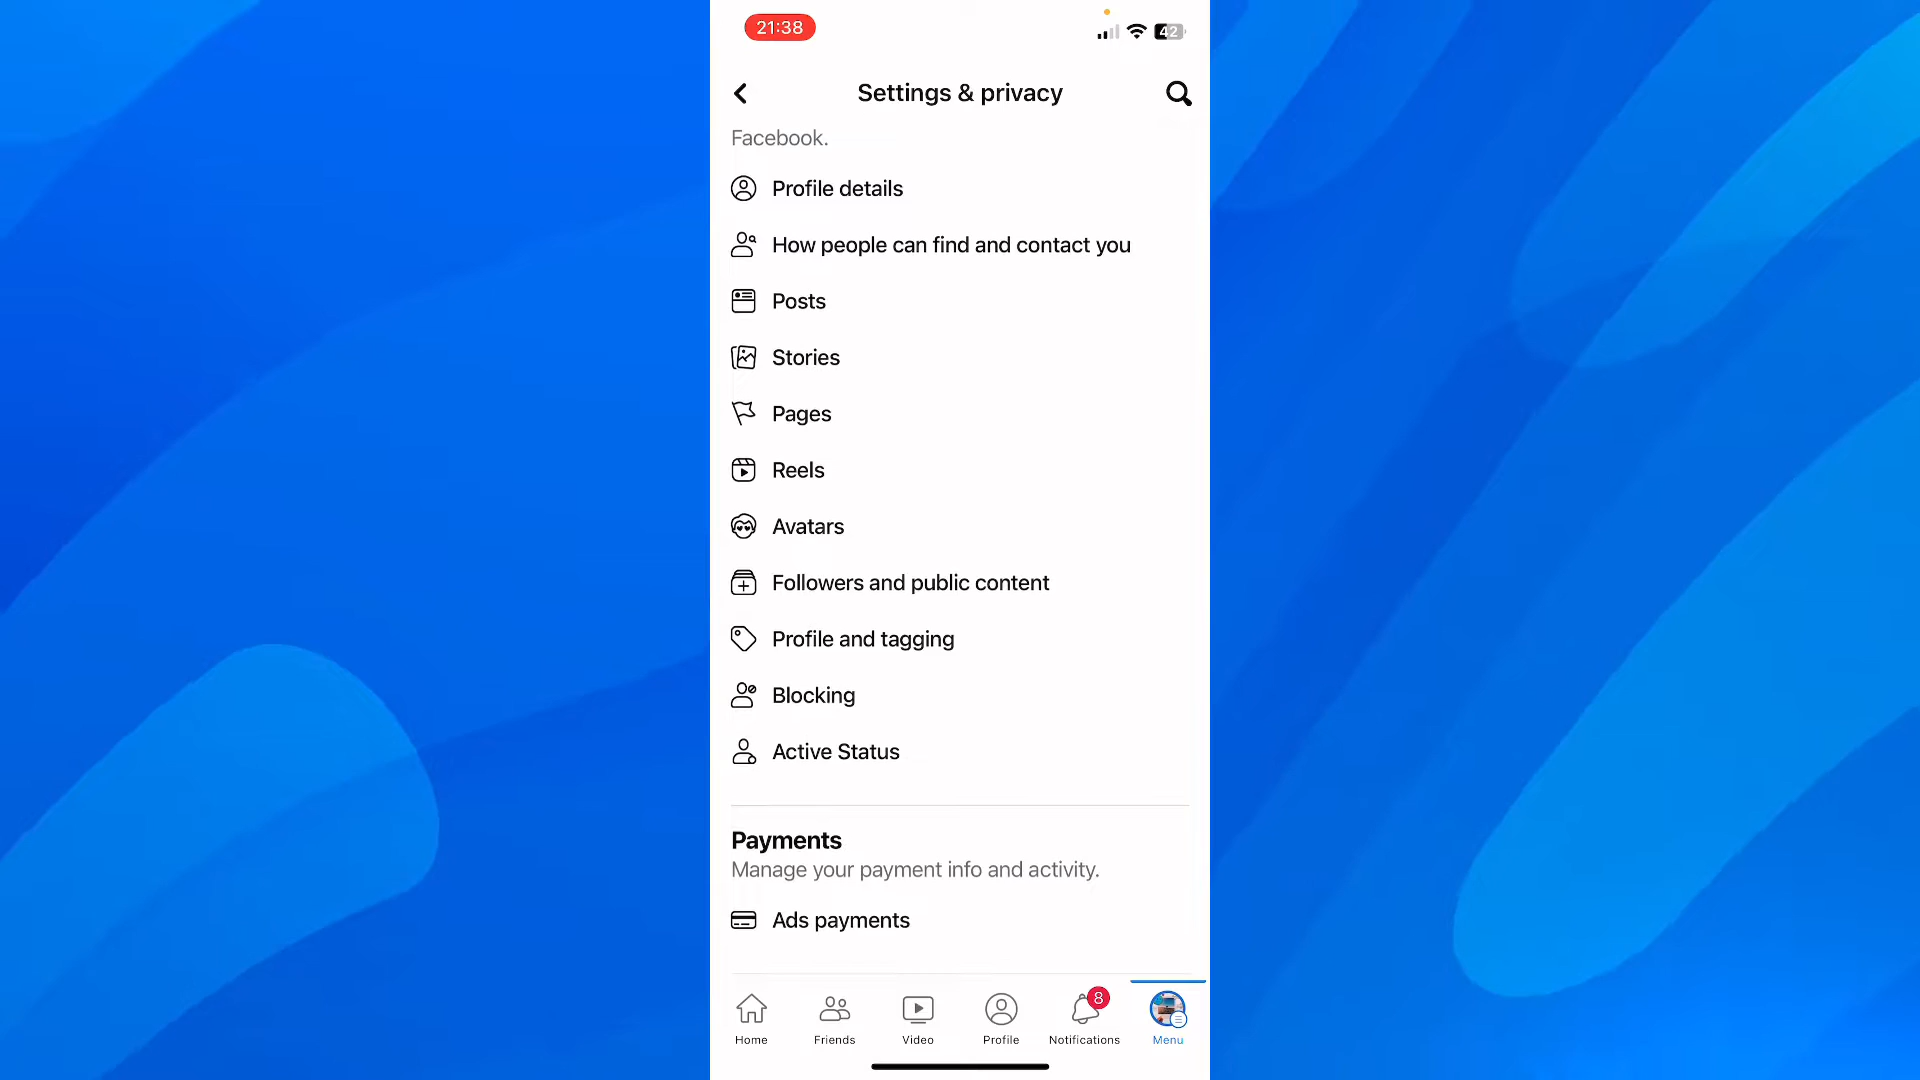 21:38
42
Settings & privacy
Facebook.
Profile details
How people can find and contact you
Posts
Stories
Pages
Reels
Avatars
Followers and public content
Profile and tagging
Blocking
Active Status
Payments
Manage your payment info and activity.
Ads payments
8
Home Friends Video Profile Notifications Menu